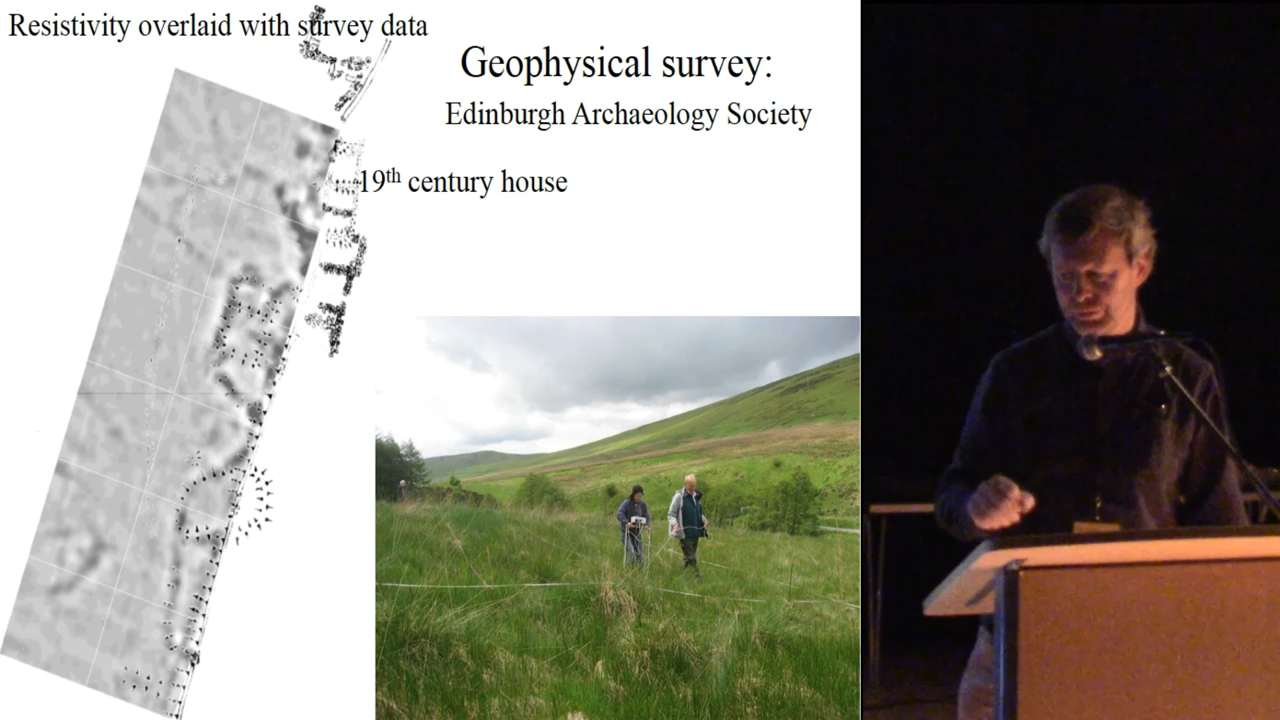 Resistivity overlaid with survey data
Geophysical survey:
Edinburgh Archaeology Society
19th century house